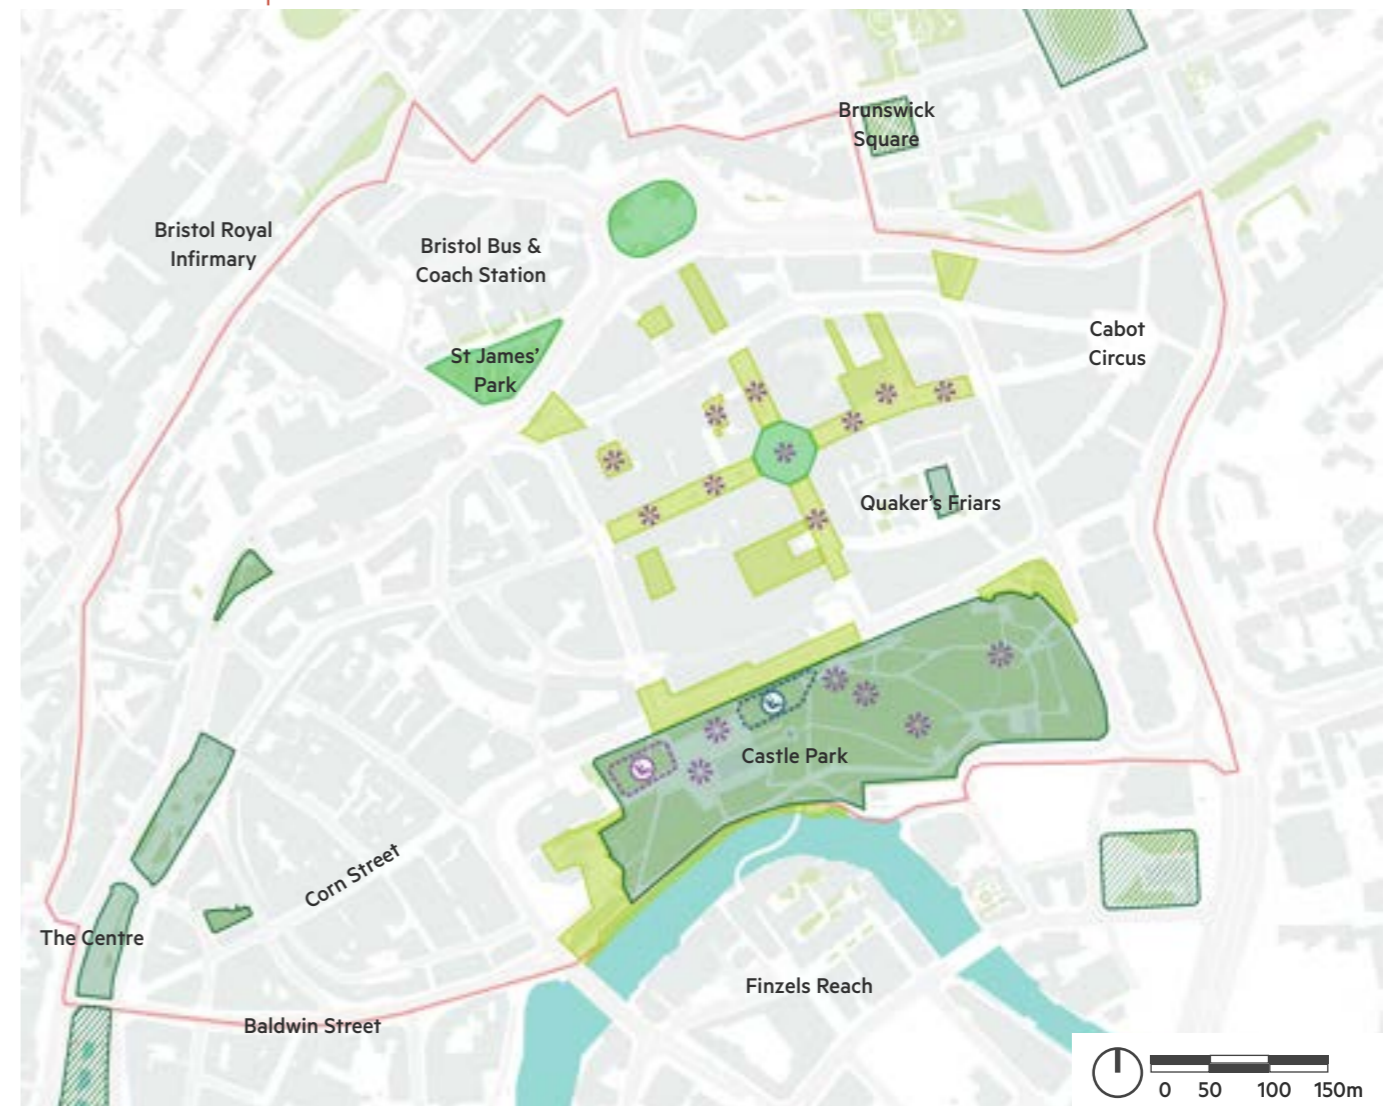 Brunswick
Square
Bristol Royal
Infirmary
Bristol Bus &
Coach Station
Cabot
Circus
St James'
Park
Quaker's Friars
Castle Park
Corn Street
The Centre
Finzels Reach
Baldwin Street
0 50 100 150m